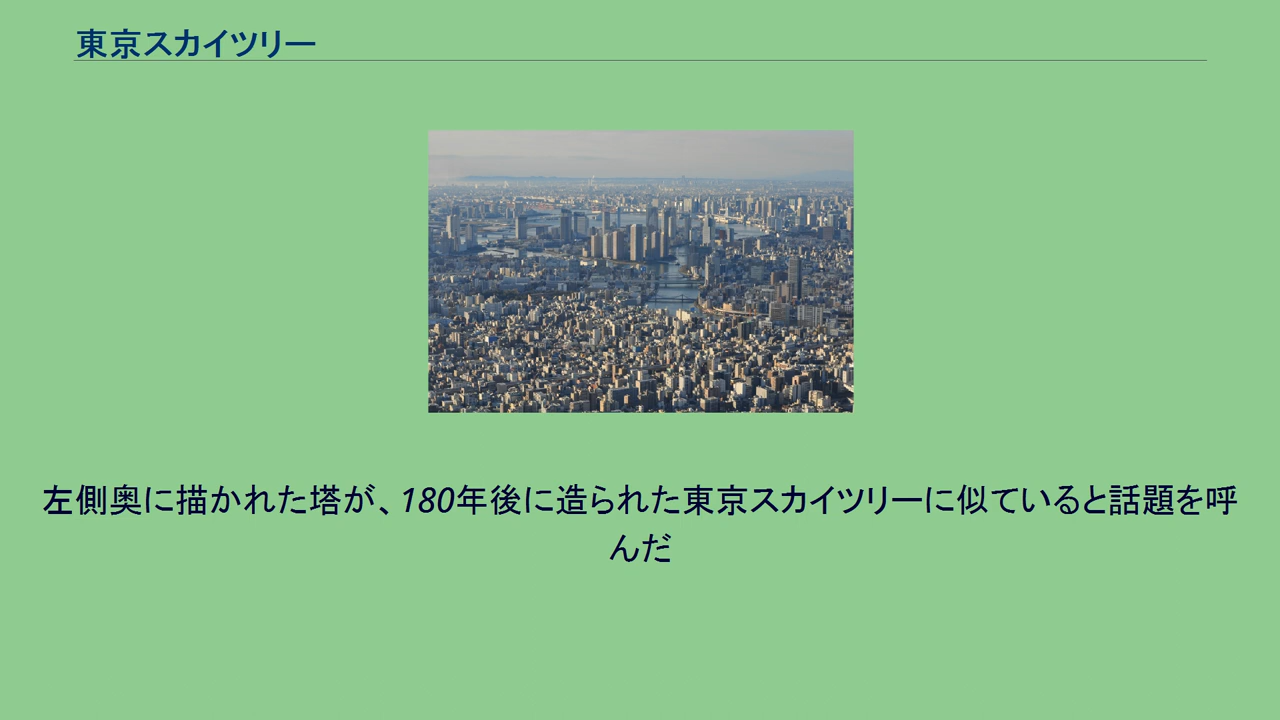 東京スカイツリー
左側奥に描かれた塔が、180年後に造られた東京スカイツリーに似ていると話題を呼
んだ